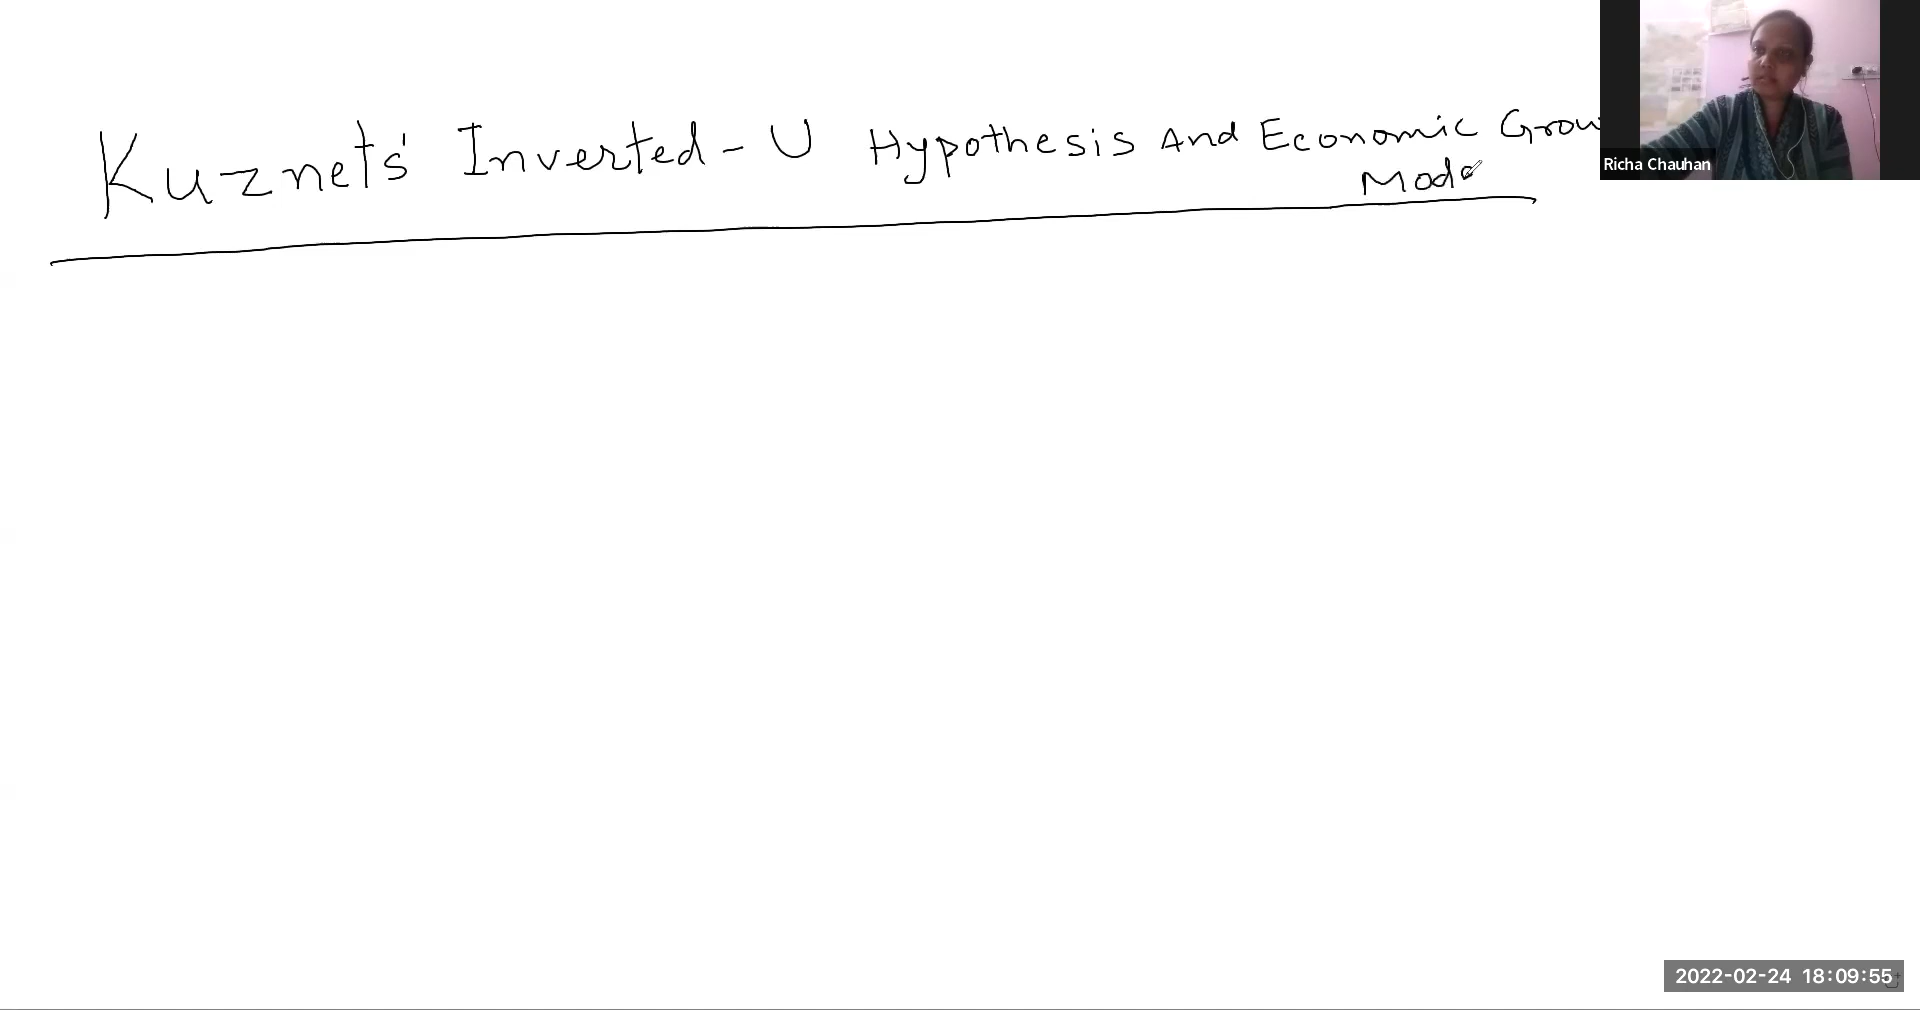 Kuznets' Inverted-U Hypothesis And Economic Grow
Mode
Richa Chauhan
2022-02-24 18:09:55